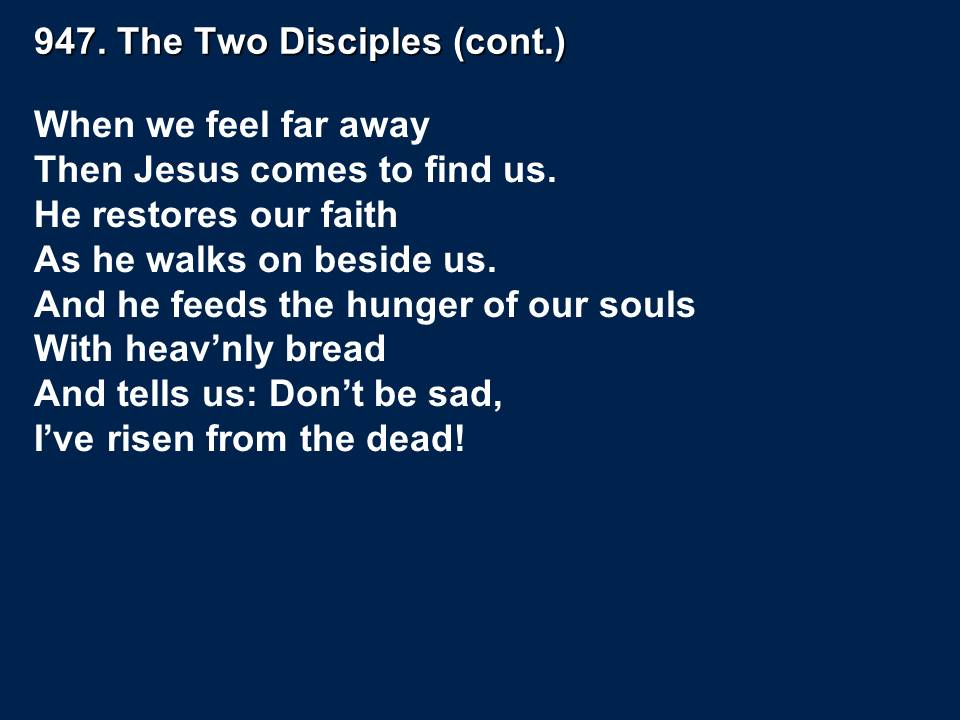 947. The Two Disciples (cont.)
When we feel far away
Then Jesus comes to find us.
He restores our faith
As he walks on beside us.
And he feeds the hunger of our souls
With heav’nly bread
And tells us: Don’t be sad,
I’ve risen from the dead!